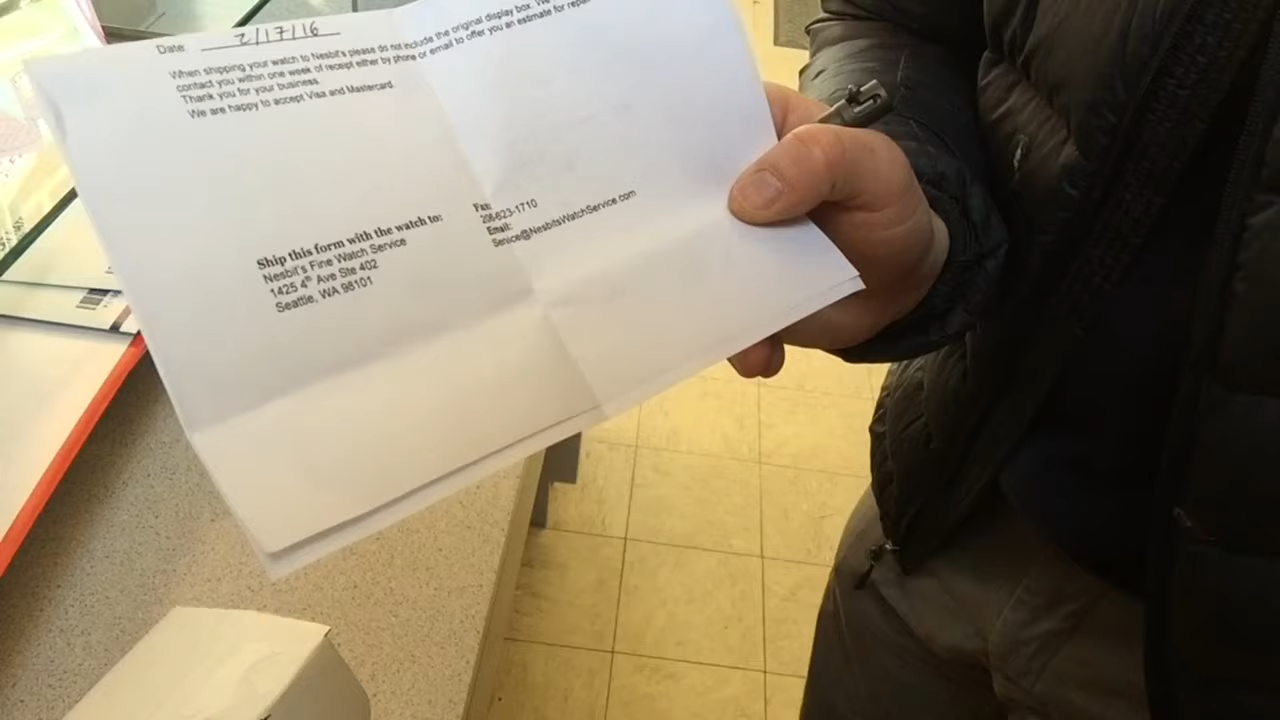 Date: 2/17/16
When shipping your watch to Nesbit's please do not include the original display box. We
contact you within one week of receipt either by phone or email to offer you an estimate for repair
Thank you for your business.
We are happy to accept Visa and Mastercard.
Ship this form with the watch to:
Nesbit's Fine Watch Service
1425 4th Ave Ste 402
Seattle, WA 98101
Fax:
206-623-1710
Email:
Service@NesbitsWatchService.com